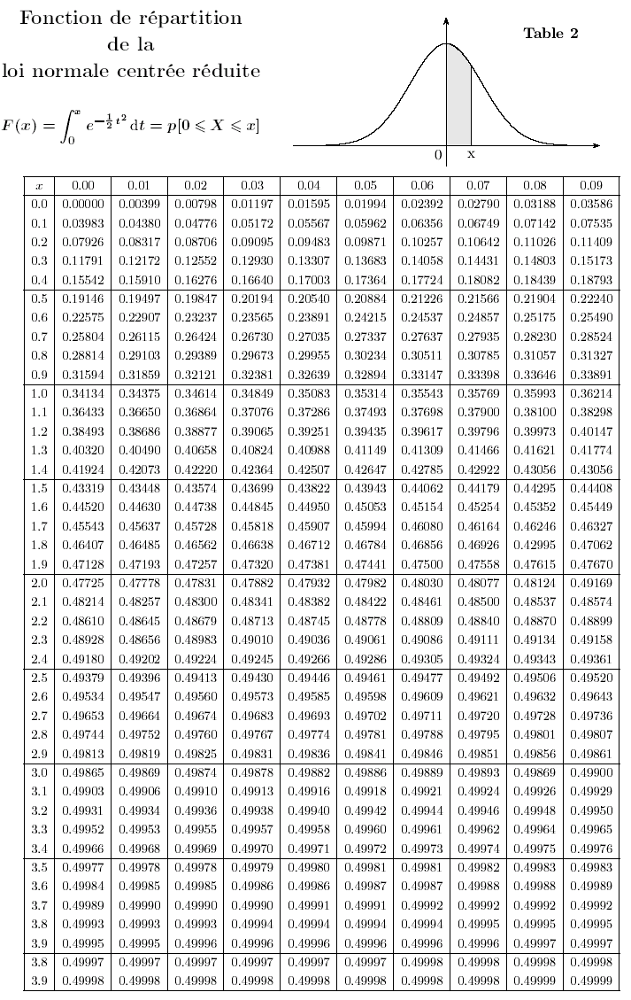 Fonction de répartition
de la
loi normale centrée réduite
Table 2
F(x) = ∫₀ˣ e^{−½ t²} dt = p[0 ⩽ X ⩽ x]
0 x
x 0.00 0.01 0.02 0.03 0.04 0.05 0.06 0.07 0.08 0.09
0.0 0.00000 0.00399 0.00798 0.01197 0.01595 0.01994 0.02392 0.02790 0.03188 0.03586
0.1 0.03983 0.04380 0.04776 0.05172 0.05567 0.05962 0.06356 0.06749 0.07142 0.07535
0.2 0.07926 0.08317 0.08706 0.09095 0.09483 0.09871 0.10257 0.10642 0.11026 0.11409
0.3 0.11791 0.12172 0.12552 0.12930 0.13307 0.13683 0.14058 0.14431 0.14803 0.15173
0.4 0.15542 0.15910 0.16276 0.16640 0.17003 0.17364 0.17724 0.18082 0.18439 0.18793
0.5 0.19146 0.19497 0.19847 0.20194 0.20540 0.20884 0.21226 0.21566 0.21904 0.22240
0.6 0.22575 0.22907 0.23237 0.23565 0.23891 0.24215 0.24537 0.24857 0.25175 0.25490
0.7 0.25804 0.26115 0.26424 0.26730 0.27035 0.27337 0.27637 0.27935 0.28230 0.28524
0.8 0.28814 0.29103 0.29389 0.29673 0.29955 0.30234 0.30511 0.30785 0.31057 0.31327
0.9 0.31594 0.31859 0.32121 0.32381 0.32639 0.32894 0.33147 0.33398 0.33646 0.33891
1.0 0.34134 0.34375 0.34614 0.34849 0.35083 0.35314 0.35543 0.35769 0.35993 0.36214
1.1 0.36433 0.36650 0.36864 0.37076 0.37286 0.37493 0.37698 0.37900 0.38100 0.38298
1.2 0.38493 0.38686 0.38877 0.39065 0.39251 0.39435 0.39617 0.39796 0.39973 0.40147
1.3 0.40320 0.40490 0.40658 0.40824 0.40988 0.41149 0.41309 0.41466 0.41621 0.41774
1.4 0.41924 0.42073 0.42220 0.42364 0.42507 0.42647 0.42785 0.42922 0.43056 0.43056
1.5 0.43319 0.43448 0.43574 0.43699 0.43822 0.43943 0.44062 0.44179 0.44295 0.44408
1.6 0.44520 0.44630 0.44738 0.44845 0.44950 0.45053 0.45154 0.45254 0.45352 0.45449
1.7 0.45543 0.45637 0.45728 0.45818 0.45907 0.45994 0.46080 0.46164 0.46246 0.46327
1.8 0.46407 0.46485 0.46562 0.46638 0.46712 0.46784 0.46856 0.46926 0.42995 0.47062
1.9 0.47128 0.47193 0.47257 0.47320 0.47381 0.47441 0.47500 0.47558 0.47615 0.47670
2.0 0.47725 0.47778 0.47831 0.47882 0.47932 0.47982 0.48030 0.48077 0.48124 0.49169
2.1 0.48214 0.48257 0.48300 0.48341 0.48382 0.48422 0.48461 0.48500 0.48537 0.48574
2.2 0.48610 0.48645 0.48679 0.48713 0.48745 0.48778 0.48809 0.48840 0.48870 0.48899
2.3 0.48928 0.48656 0.48983 0.49010 0.49036 0.49061 0.49086 0.49111 0.49134 0.49158
2.4 0.49180 0.49202 0.49224 0.49245 0.49266 0.49286 0.49305 0.49324 0.49343 0.49361
2.5 0.49379 0.49396 0.49413 0.49430 0.49446 0.49461 0.49477 0.49492 0.49506 0.49520
2.6 0.49534 0.49547 0.49560 0.49573 0.49585 0.49598 0.49609 0.49621 0.49632 0.49643
2.7 0.49653 0.49664 0.49674 0.49683 0.49693 0.49702 0.49711 0.49720 0.49728 0.49736
2.8 0.49744 0.49752 0.49760 0.49767 0.49774 0.49781 0.49788 0.49795 0.49801 0.49807
2.9 0.49813 0.49819 0.49825 0.49831 0.49836 0.49841 0.49846 0.49851 0.49856 0.49861
3.0 0.49865 0.49869 0.49874 0.49878 0.49882 0.49886 0.49889 0.49893 0.49869 0.49900
3.1 0.49903 0.49906 0.49910 0.49913 0.49916 0.49918 0.49921 0.49924 0.49926 0.49929
3.2 0.49931 0.49934 0.49936 0.49938 0.49940 0.49942 0.49944 0.49946 0.49948 0.49950
3.3 0.49952 0.49953 0.49955 0.49957 0.49958 0.49960 0.49961 0.49962 0.49964 0.49965
3.4 0.49966 0.49968 0.49969 0.49970 0.49971 0.49972 0.49973 0.49974 0.49975 0.49976
3.5 0.49977 0.49978 0.49978 0.49979 0.49980 0.49981 0.49981 0.49982 0.49983 0.49983
3.6 0.49984 0.49985 0.49985 0.49986 0.49986 0.49987 0.49987 0.49988 0.49988 0.49989
3.7 0.49989 0.49990 0.49990 0.49990 0.49991 0.49991 0.49992 0.49992 0.49992 0.49992
3.8 0.49993 0.49993 0.49993 0.49994 0.49994 0.49994 0.49994 0.49995 0.49995 0.49995
3.9 0.49995 0.49995 0.49996 0.49996 0.49996 0.49996 0.49996 0.49996 0.49997 0.49997
3.8 0.49997 0.49997 0.49997 0.49997 0.49997 0.49997 0.49998 0.49998 0.49998 0.49998
3.9 0.49998 0.49998 0.49998 0.49998 0.49998 0.49998 0.49998 0.49998 0.49999 0.49999